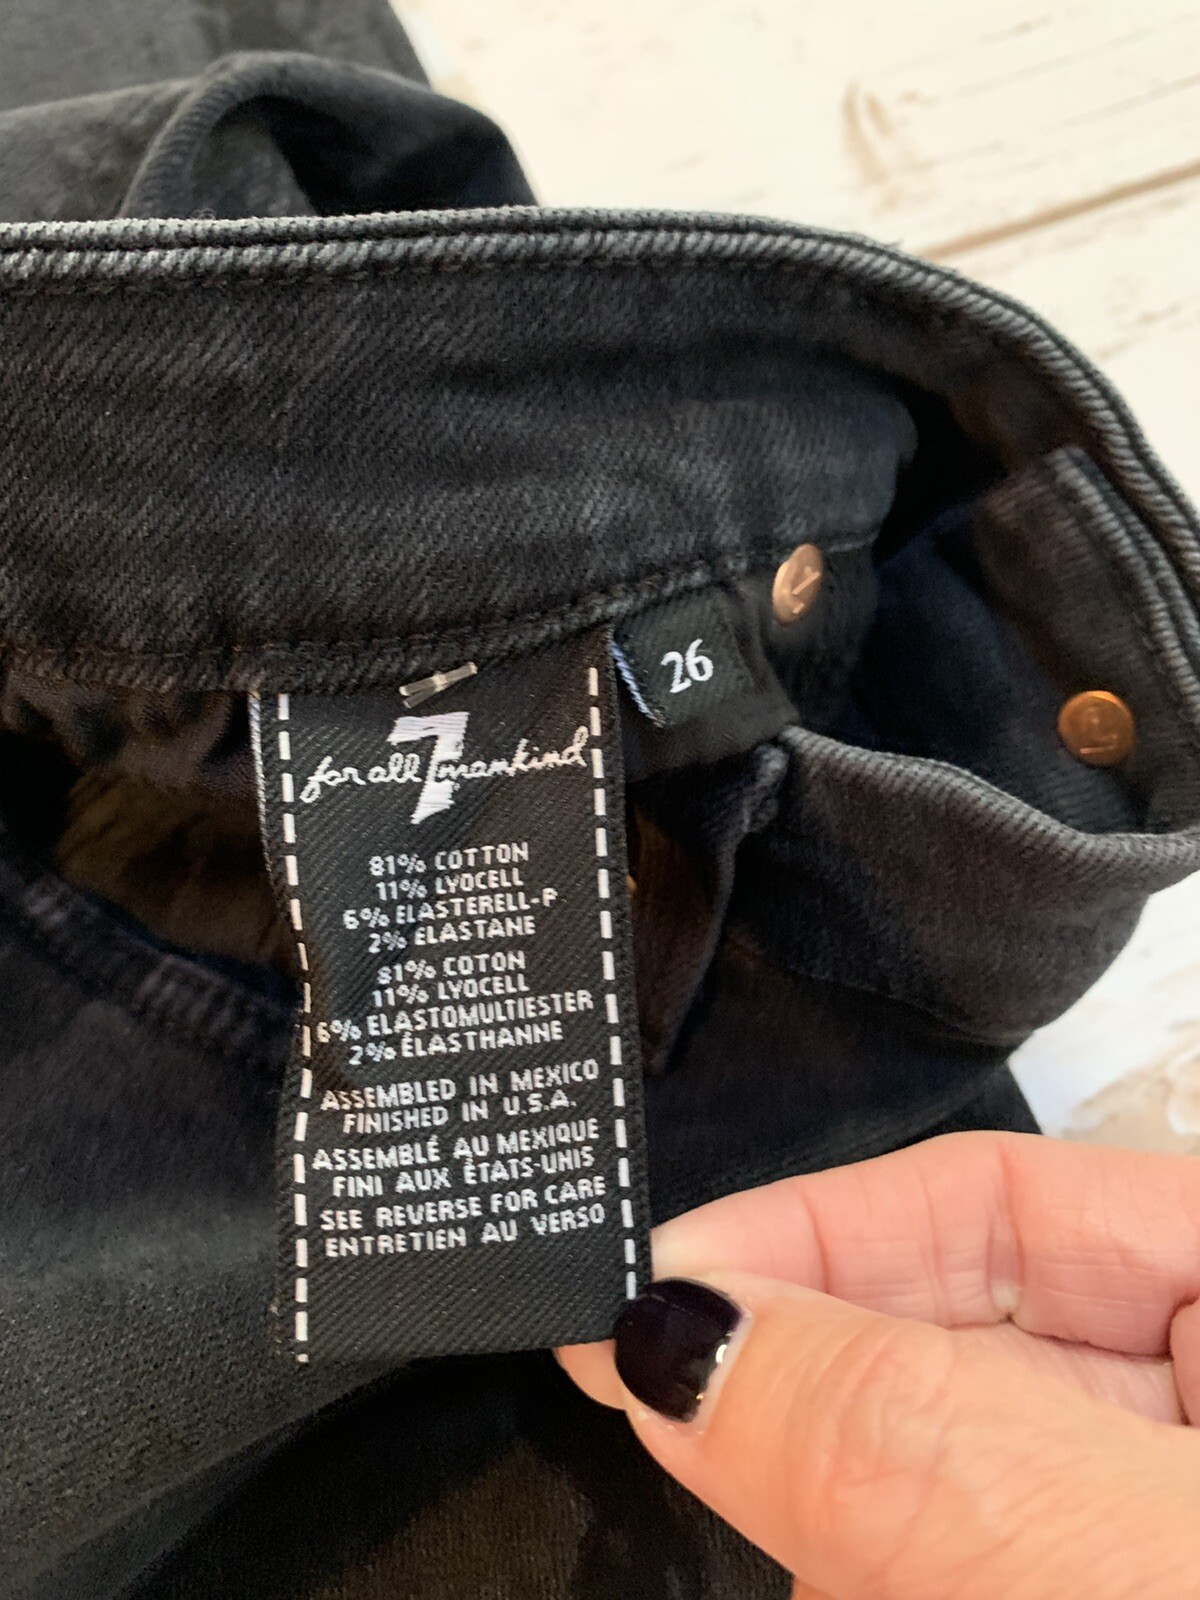 26
7
for all mankind
81% COTTON
11% LYOCELL
6% ELASTERELL-P
2% ELASTANE
81% COTON
11% LYOCELL
6% ELASTOMULTIESTER
2% ÉLASTHANNE
ASSEMBLED IN MEXICO
FINISHED IN U.S.A.
ASSEMBLÉ AU MEXIQUE
FINI AUX ÉTATS-UNIS
SEE REVERSE FOR CARE
ENTRETIEN AU VERSO
7
7